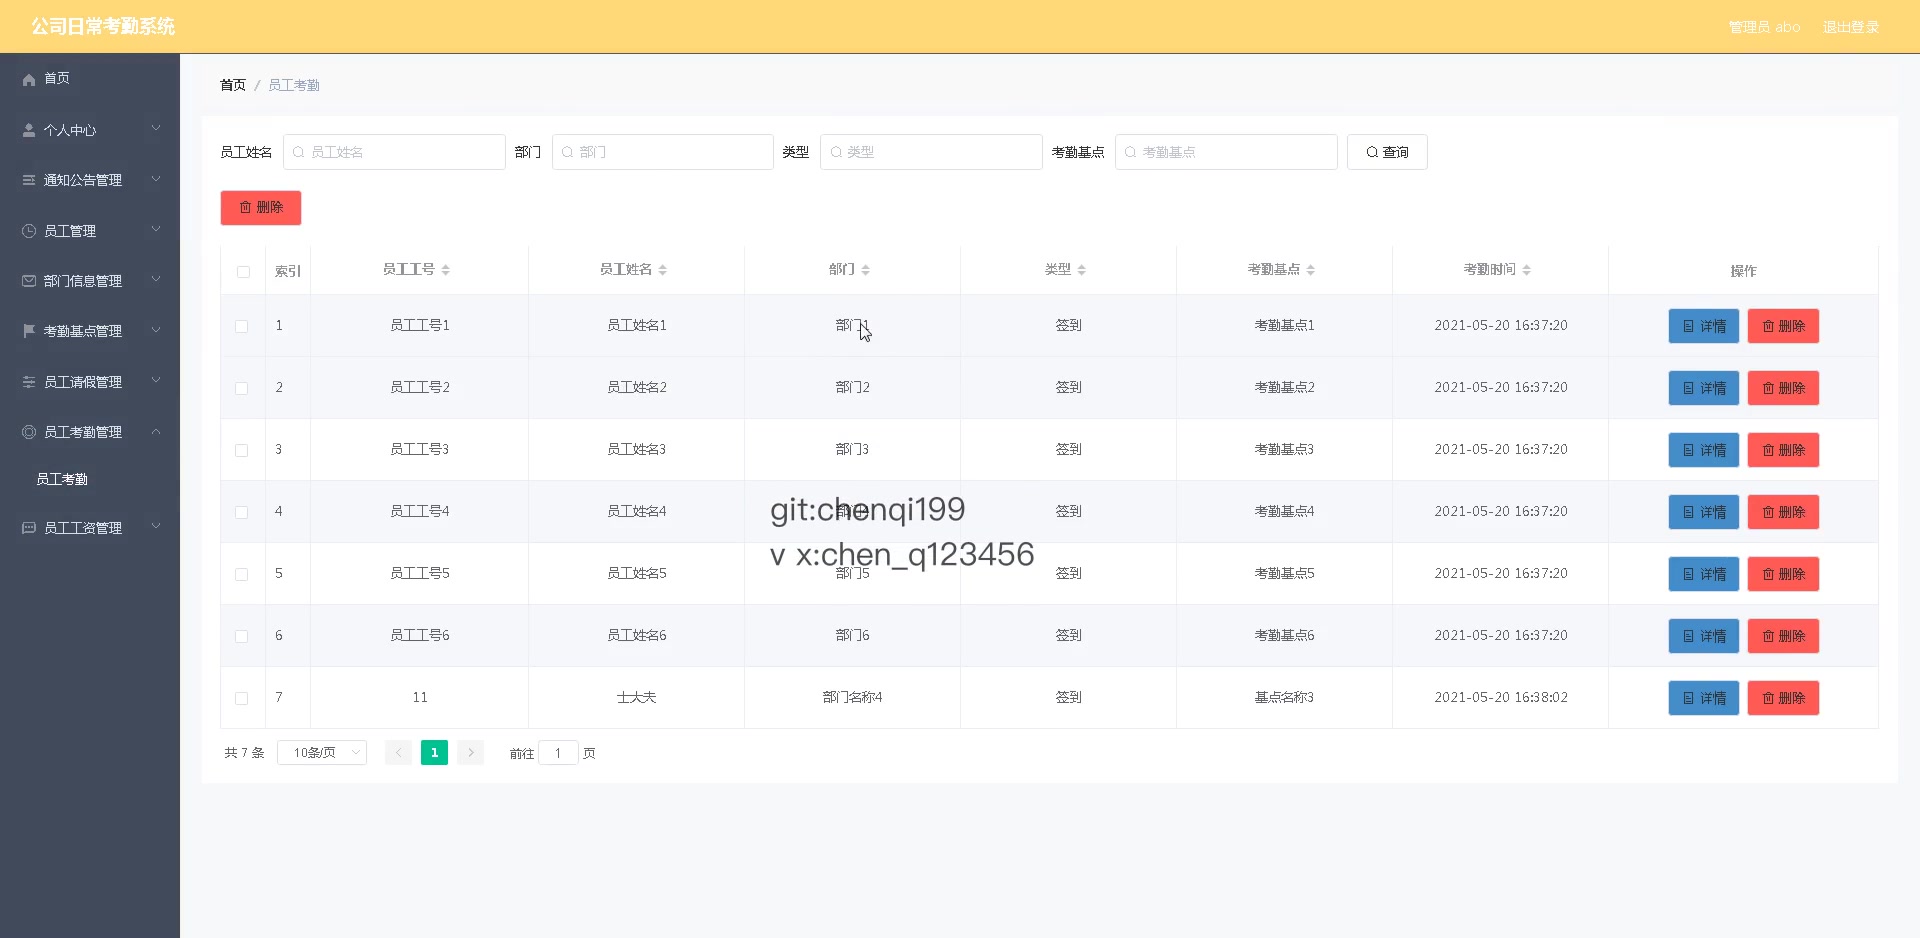 公司日常考勤系统
管理员 abo 退出登录
首页
个人中心
通知公告管理
员工管理
部门信息管理
考勤基点管理
员工请假管理
员工考勤管理
员工考勤
员工工资管理
首页 / 员工考勤
员工姓名 员工姓名 部门 部门 类型 类型 考勤基点 考勤基点 查询
删除
索引 员工工号 员工姓名 部门 类型 考勤基点 考勤时间 操作
1 员工工号1 员工姓名1 部门1 签到 考勤基点1 2021-05-20 16:37:20 详情 删除
2 员工工号2 员工姓名2 部门2 签到 考勤基点2 2021-05-20 16:37:20 详情 删除
3 员工工号3 员工姓名3 部门3 签到 考勤基点3 2021-05-20 16:37:20 详情 删除
4 员工工号4 员工姓名4 部门4 签到 考勤基点4 2021-05-20 16:37:20 详情 删除
git:chenqi199
v x:chen_q123456
5 员工工号5 员工姓名5 部门5 签到 考勤基点5 2021-05-20 16:37:20 详情 删除
6 员工工号6 员工姓名6 部门6 签到 考勤基点6 2021-05-20 16:37:20 详情 删除
7 11 士大夫 部门名称4 签到 基点名称3 2021-05-20 16:38:02 详情 删除
共 7 条 10条/页 1 前往 1 页